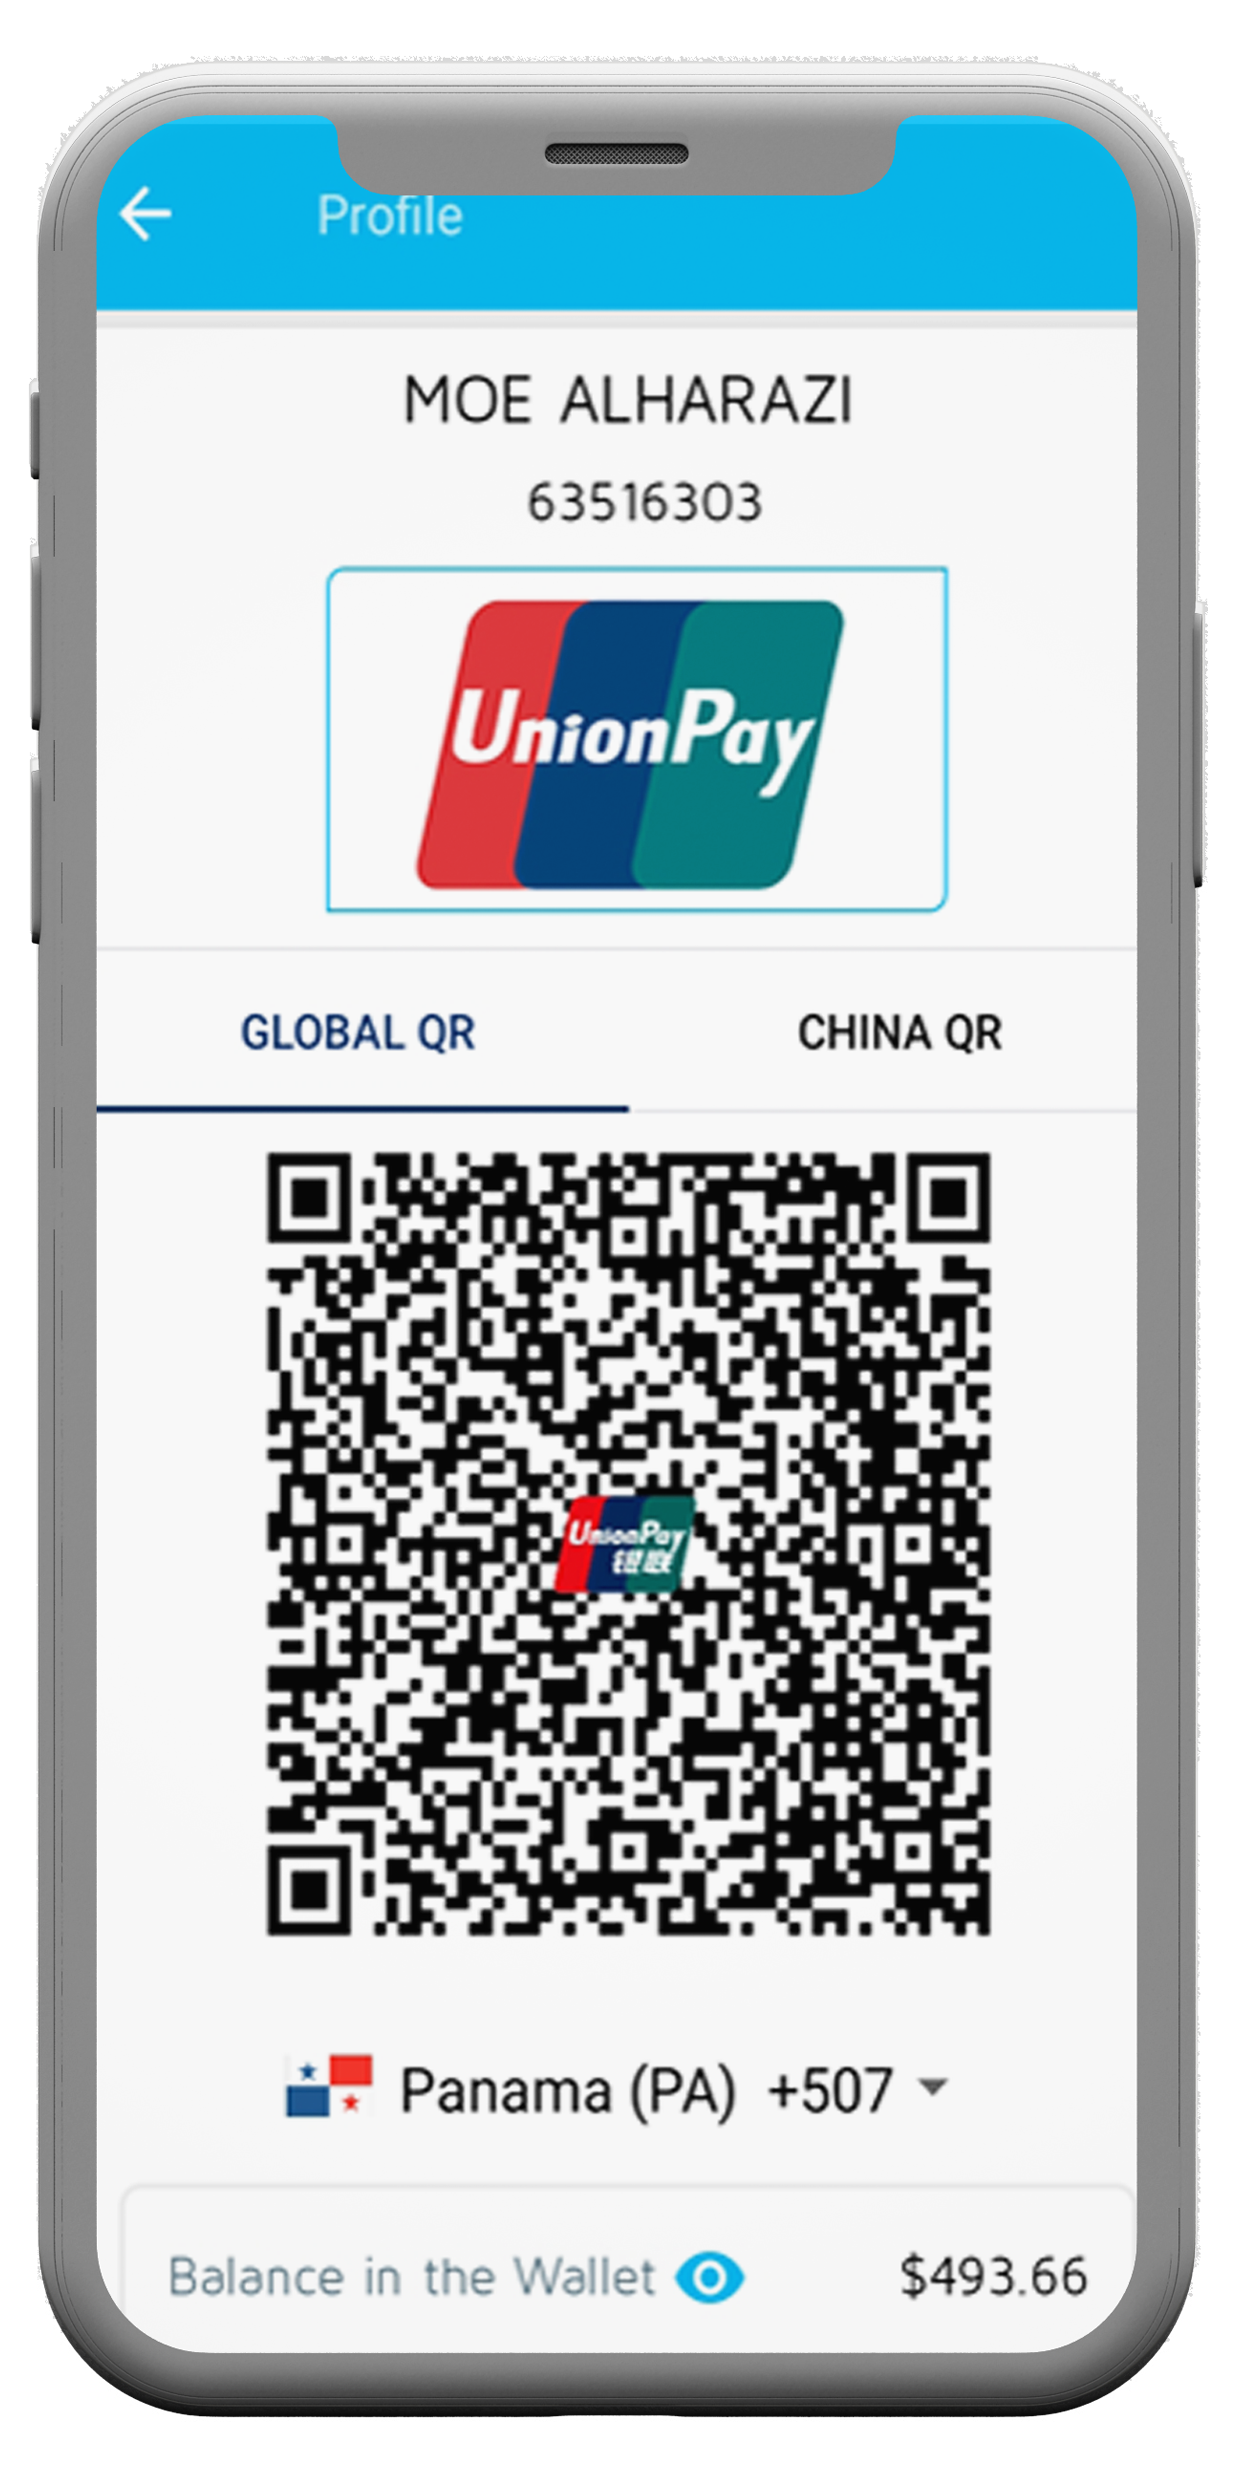 Profile
MOE ALHARAZI
63516303
UnionPay
GLOBAL QR
CHINA QR
UnionPay
银联
Panama (PA) +507
Balance in the Wallet
$493.66